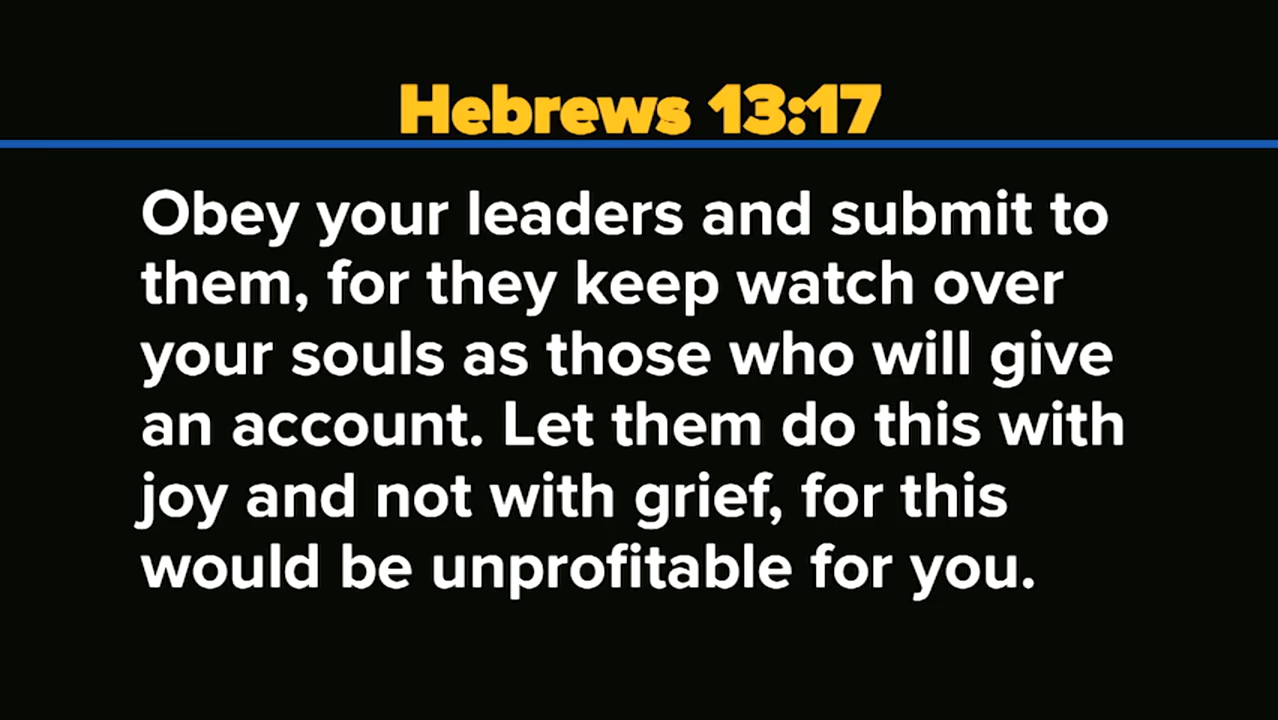 Hebrews 13:17
Obey your leaders and submit to
them, for they keep watch over
your souls as those who will give
an account. Let them do this with
joy and not with grief, for this
would be unprofitable for you.